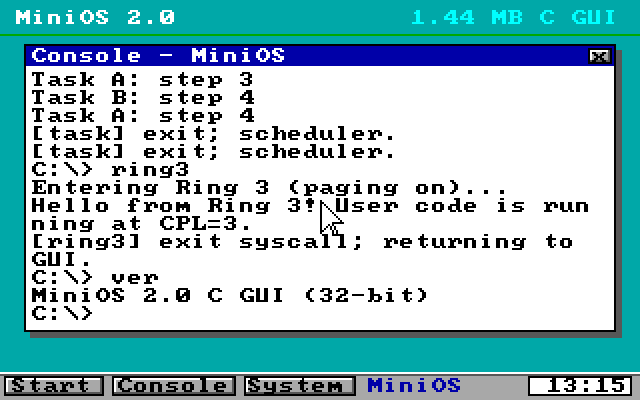 MiniOS 2.0
1.44 MB C GUI
Console - MiniOS
Task A: step 3
Task B: step 4
Task A: step 4
[task] exit; scheduler.
[task] exit; scheduler.
C:\> ring3
Entering Ring 3 (paging on)...
Hello from Ring 3! User code is run
ning at CPL=3.
[ring3] exit syscall; returning to
GUI.
C:\> ver
MiniOS 2.0 C GUI (32-bit)
C:\>
Start
Console
System
MiniOS
13:15